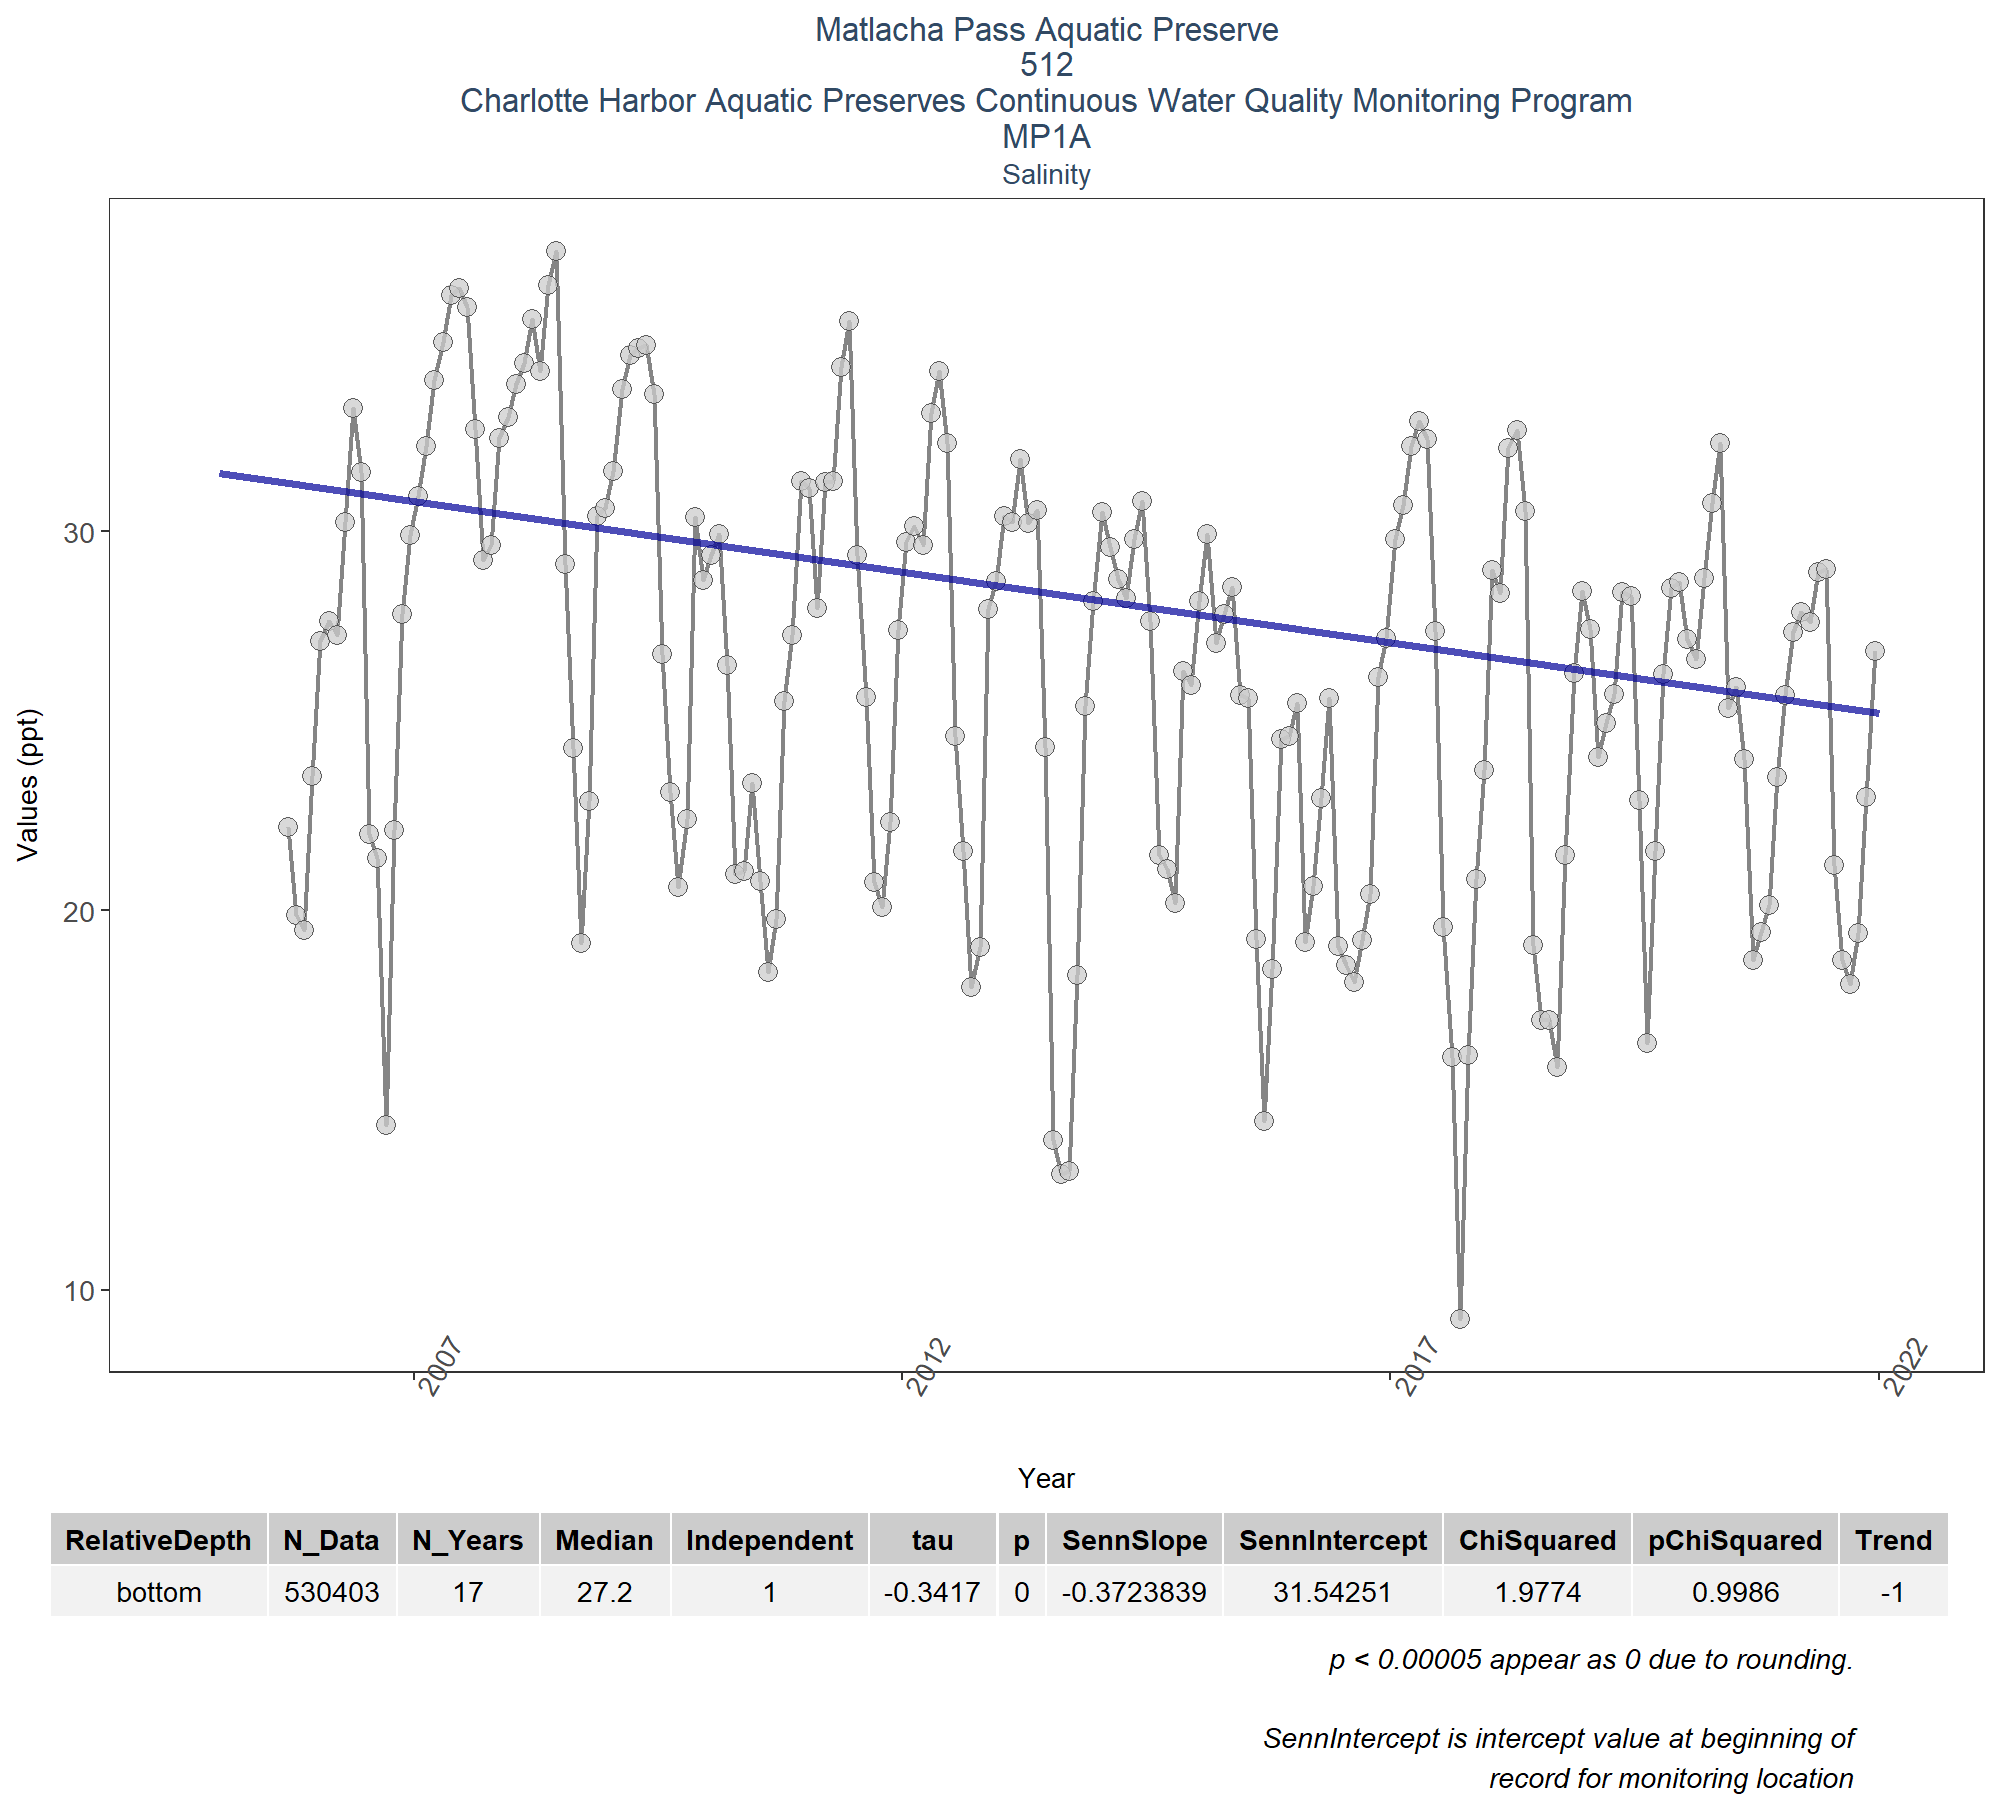 Matlacha Pass Aquatic Preserve
512
Charlotte Harbor Aquatic Preserves Continuous Water Quality Monitoring Program
MP1A
Salinity
Values (ppt)
30
20
10
2007 2012 2017 2022
Year
RelativeDepth N_Data N_Years Median Independent tau p SennSlope SennIntercept ChiSquared pChiSquared Trend
bottom 530403 17 27.2 1 -0.3417 0 -0.3723839 31.54251 1.9774 0.9986 -1
p < 0.00005 appear as 0 due to rounding.
SennIntercept is intercept value at beginning of
record for monitoring location